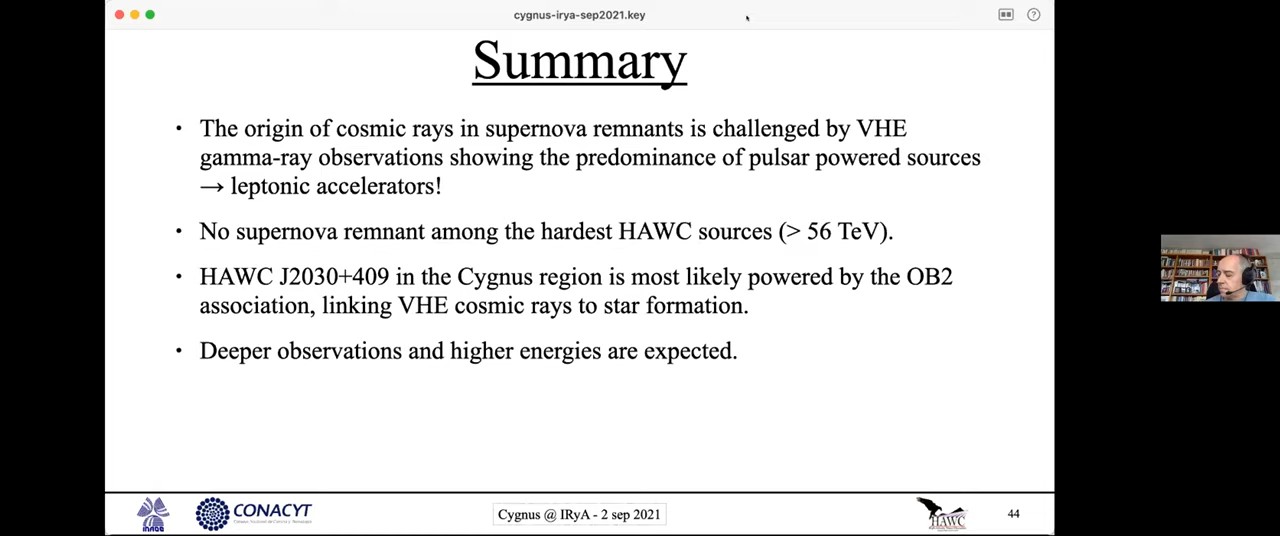 cygnus-irya-sep2021.key
Summary
• The origin of cosmic rays in supernova remnants is challenged by VHE
gamma-ray observations showing the predominance of pulsar powered sources
→ leptonic accelerators!
• No supernova remnant among the hardest HAWC sources (> 56 TeV).
• HAWC J2030+409 in the Cygnus region is most likely powered by the OB2
association, linking VHE cosmic rays to star formation.
• Deeper observations and higher energies are expected.
CONACYT
Cygnus @ IRyA - 2 sep 2021
HAWC
44